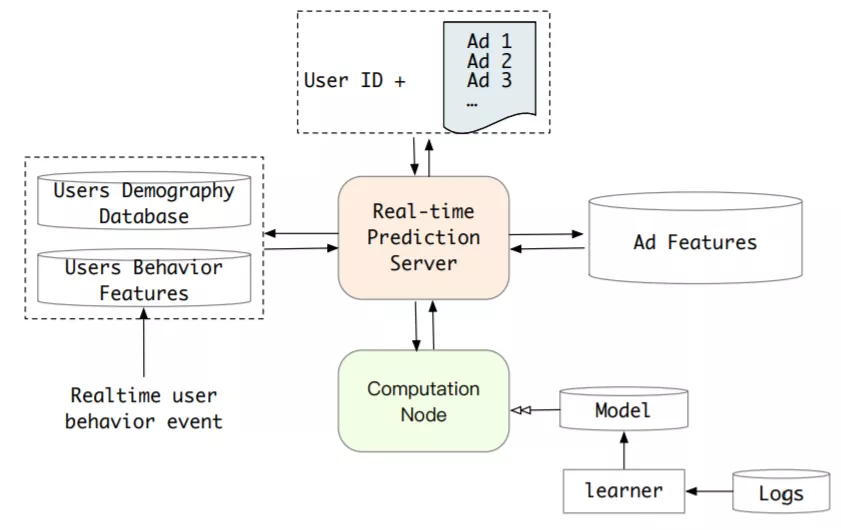 Ad 1
Ad 2
User ID + Ad 3
…
Users Demography
Database
Users Behavior
Features
Real-time
Prediction
Server
Ad Features
Realtime user
behavior event
Computation
Node
Model
learner
Logs